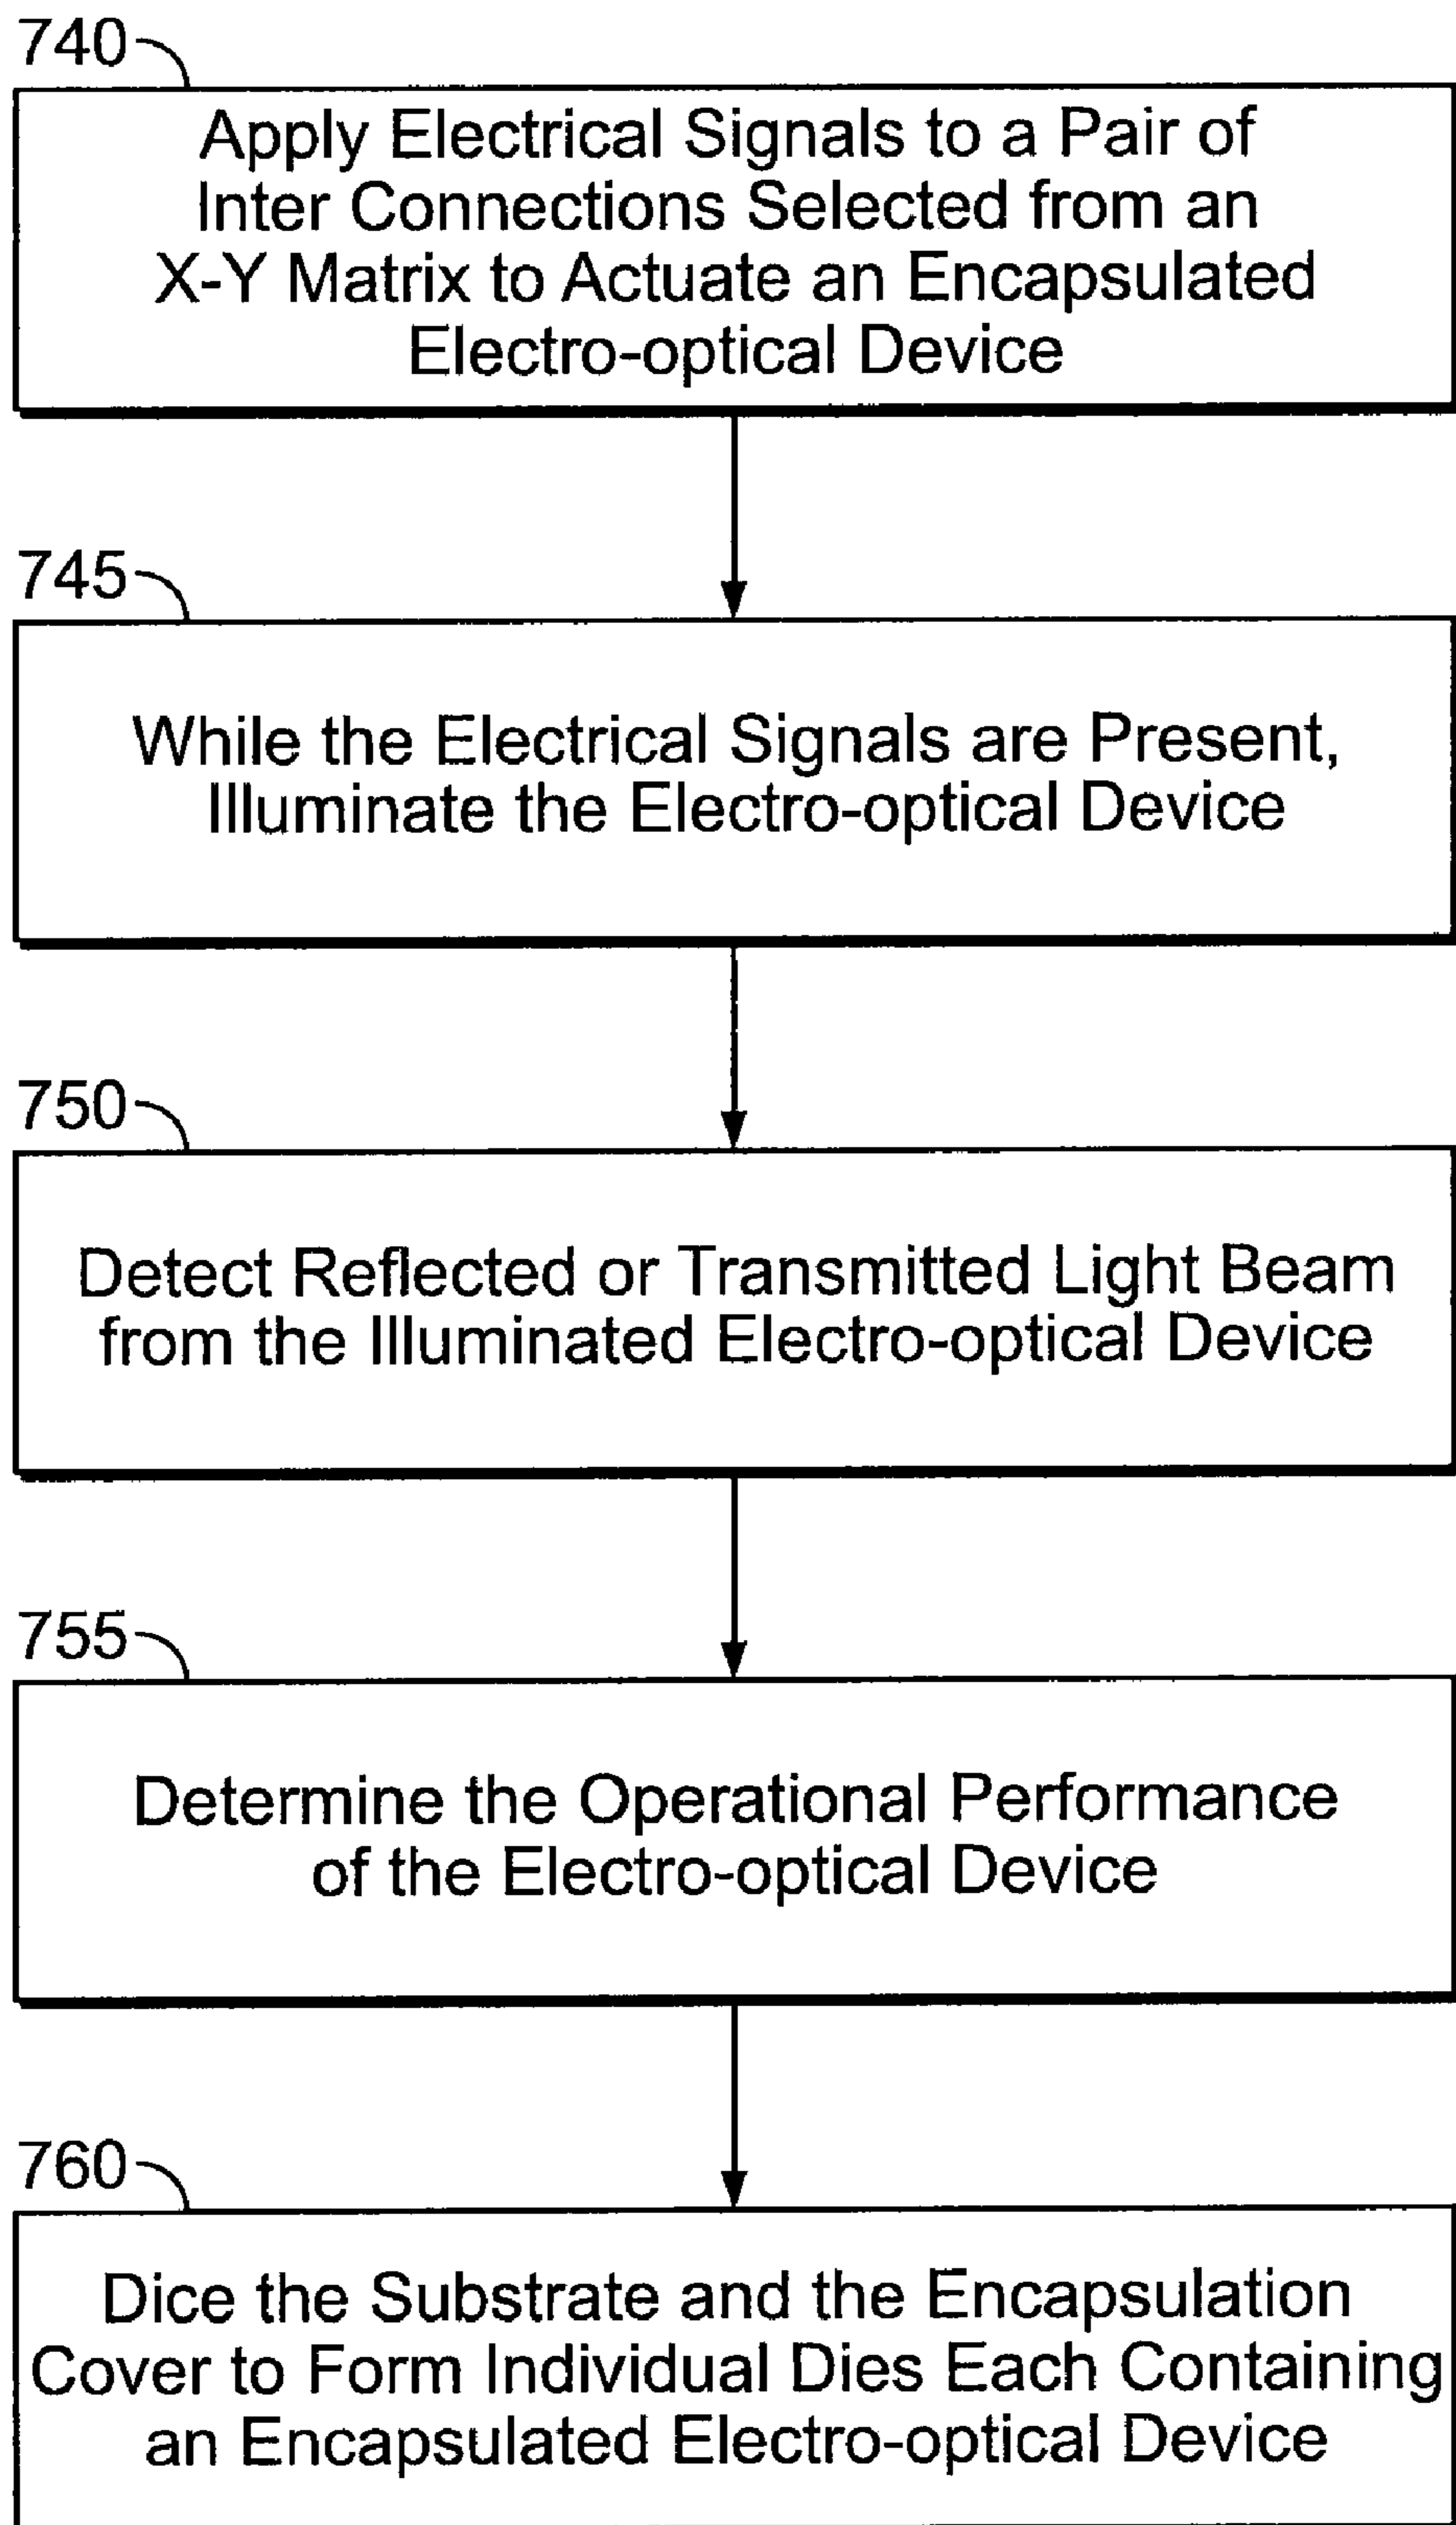 740
Apply Electrical Signals to a Pair of
Inter Connections Selected from an
X-Y Matrix to Actuate an Encapsulated
Electro-optical Device
745
While the Electrical Signals are Present,
Illuminate the Electro-optical Device
750
Detect Reflected or Transmitted Light Beam
from the Illuminated Electro-optical Device
755
Determine the Operational Performance
of the Electro-optical Device
760
Dice the Substrate and the Encapsulation
Cover to Form Individual Dies Each Containing
an Encapsulated Electro-optical Device